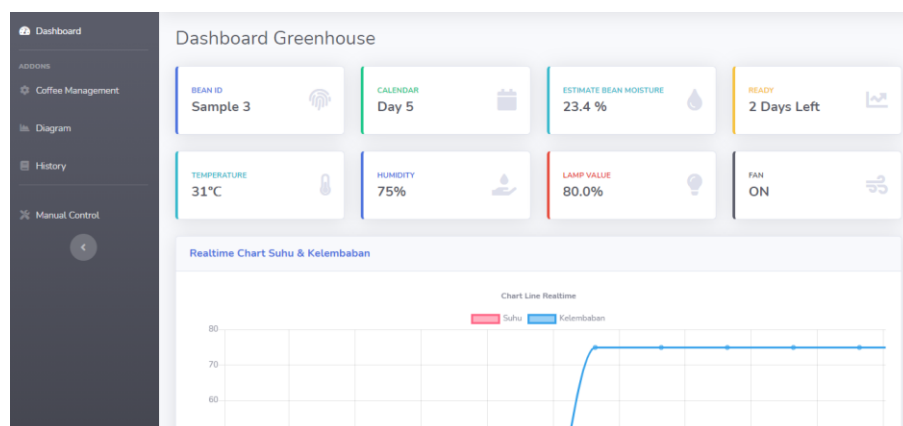 Dashboard
ADDONS
Coffee Management
Diagram
History
Manual Control
Dashboard Greenhouse
BEAN ID
Sample 3
CALENDAR
Day 5
ESTIMATE BEAN MOISTURE
23.4 %
READY
2 Days Left
TEMPERATURE
31°C
HUMIDITY
75%
LAMP VALUE
80.0%
FAN
ON
Realtime Chart Suhu & Kelembaban
Chart Line Realtime
Suhu Kelembaban
80
70
60